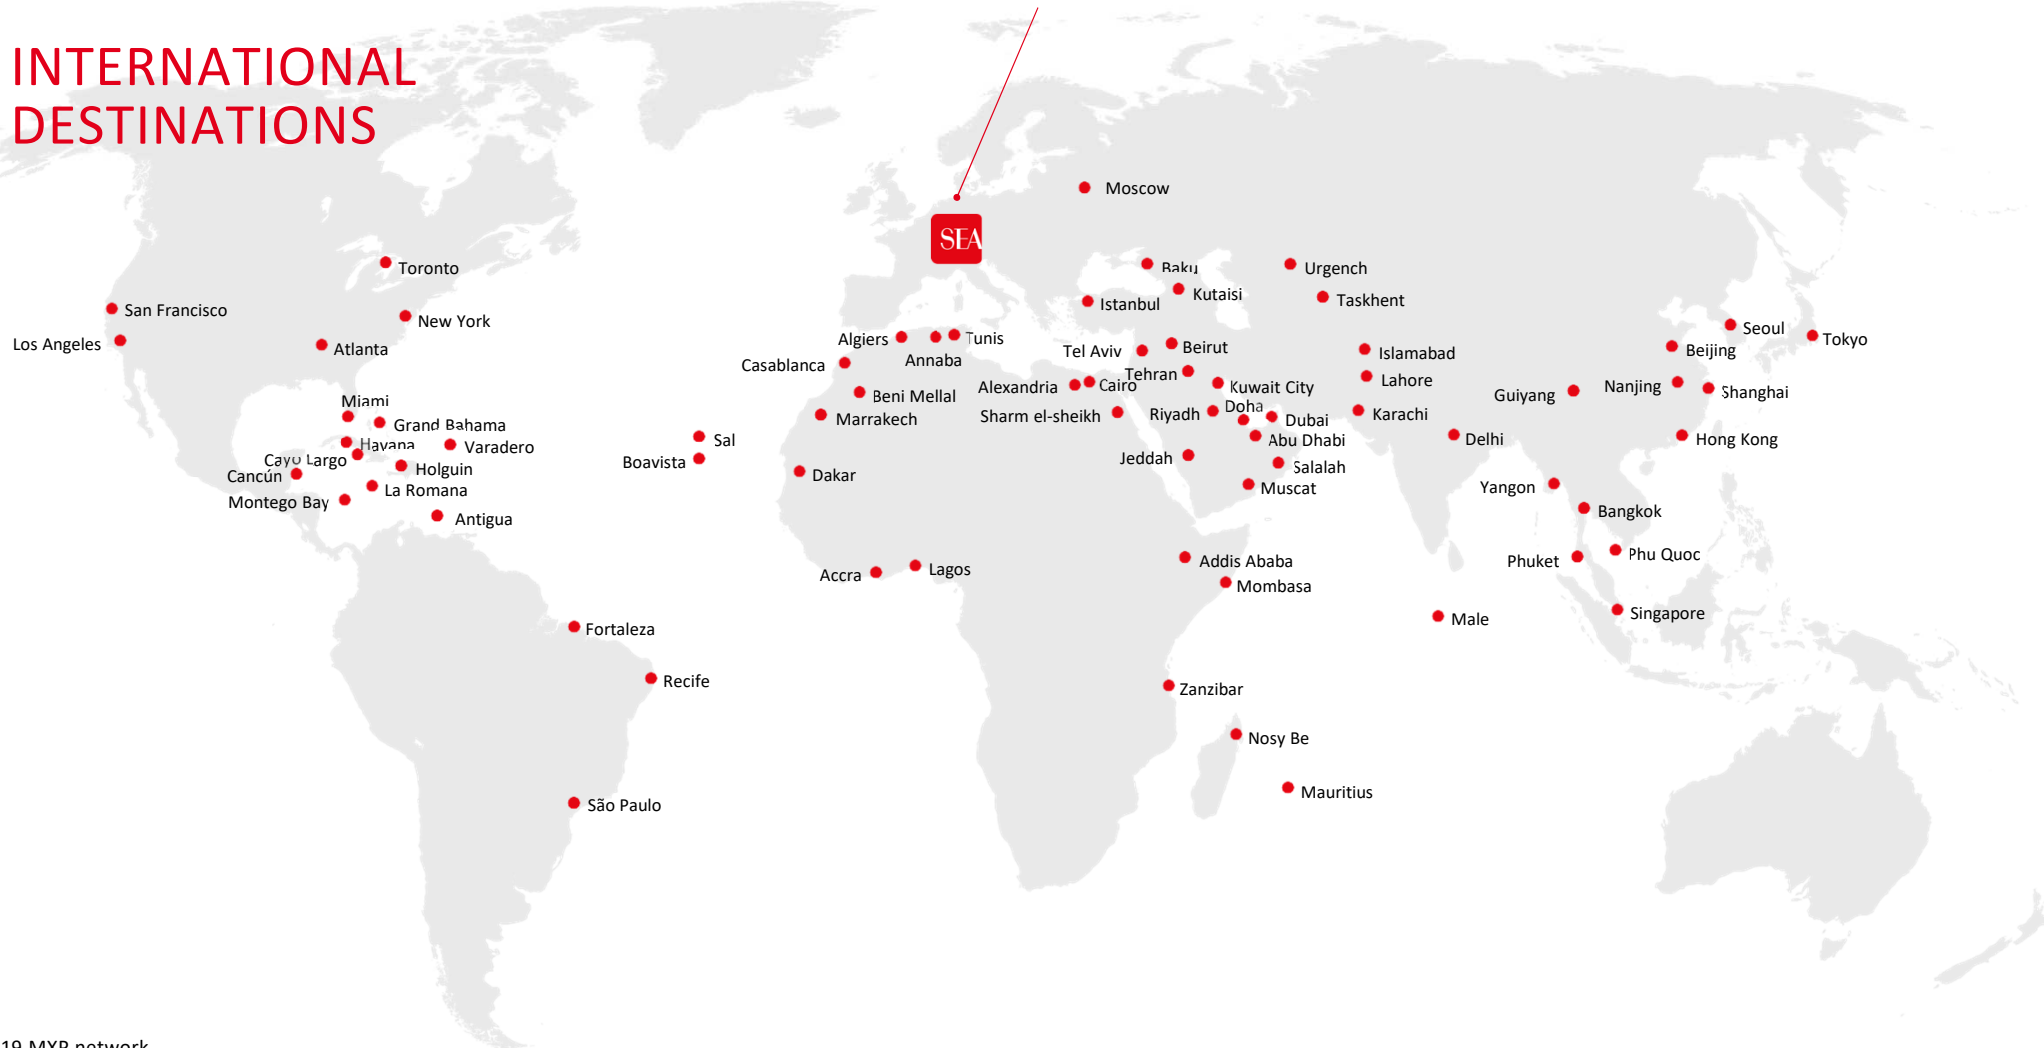 INTERNATIONAL
DESTINATIONS
Moscow
SEA
Toronto
Baku
Urgench
Kutaisi
Taskhent
Istanbul
San Francisco
New York
Los Angeles
Atlanta
Algiers
Tunis
Annaba
Casablanca
Tel Aviv
Beirut
Seoul
Tokyo
Beijing
Islamabad
Tehran
Lahore
Alexandria
Cairo
Kuwait City
Nanjing
Shanghai
Guiyang
Beni Mellal
Miami
Marrakech
Sharm el-sheikh
Riyadh
Doha
Dubai
Karachi
Grand Bahama
Havana
Varadero
Sal
Abu Dhabi
Delhi
Hong Kong
Cayo Largo
Boavista
Jeddah
Holguin
Salalah
Cancún
Dakar
La Romana
Muscat
Yangon
Montego Bay
Antigua
Bangkok
Phu Quoc
Phuket
Addis Ababa
Accra
Lagos
Mombasa
Singapore
Male
Fortaleza
Recife
Zanzibar
Nosy Be
Mauritius
São Paulo
19 MXP network